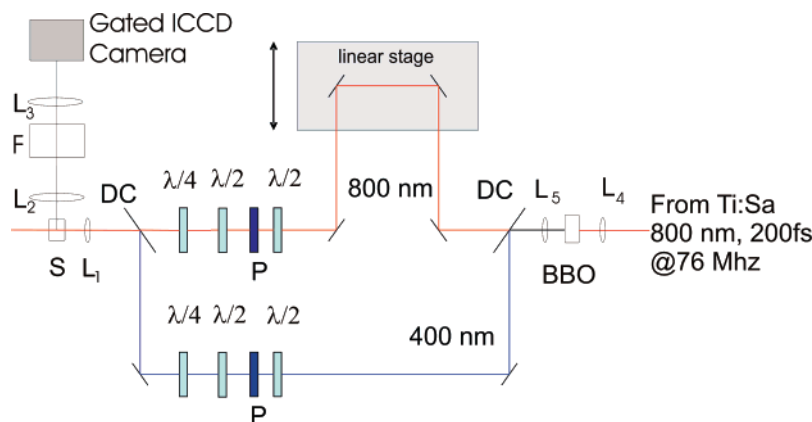 Gated ICCD
Camera
linear stage
L3
F
L2
DC
λ/4 λ/2 λ/2
800 nm
DC
L5
L4
From Ti:Sa
800 nm, 200fs
@76 Mhz
S
L1
P
BBO
λ/4 λ/2 λ/2
400 nm
P